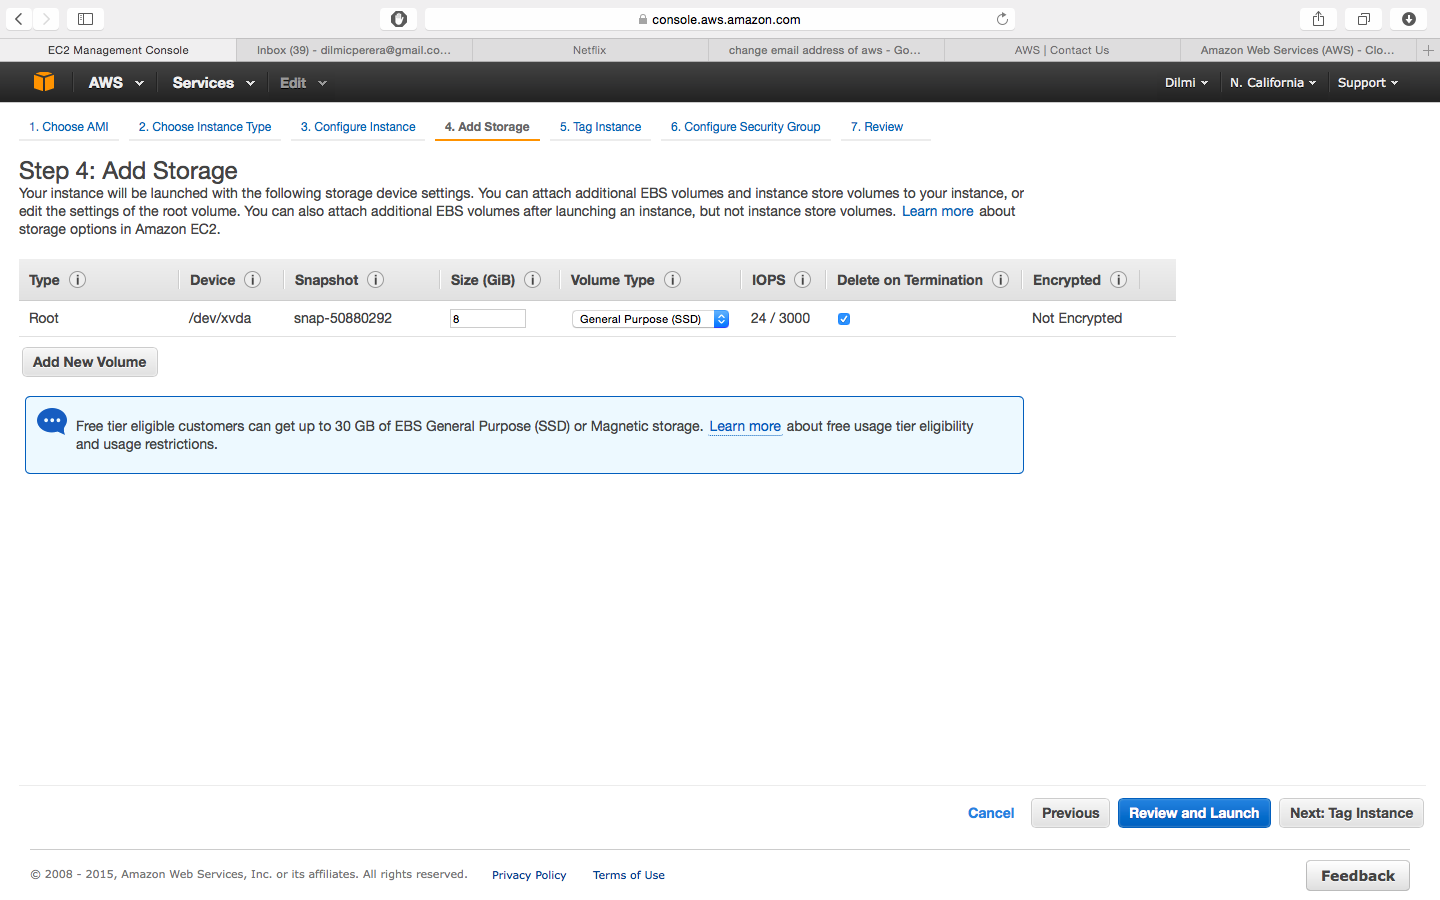 console.aws.amazon.com
EC2 Management Console
Inbox (39) - dilmicperera@gmail.co...
Netflix
change email address of aws - Go...
AWS | Contact Us
Amazon Web Services (AWS) - Clo...
AWS
Services
Edit
Dilmi
N. California
Support
1. Choose AMI
2. Choose Instance Type
3. Configure Instance
4. Add Storage
5. Tag Instance
6. Configure Security Group
7. Review
Step 4: Add Storage
Your instance will be launched with the following storage device settings. You can attach additional EBS volumes and instance store volumes to your instance, or
edit the settings of the root volume. You can also attach additional EBS volumes after launching an instance, but not instance store volumes. Learn more about
storage options in Amazon EC2.
Type i Device i Snapshot i Size (GiB) i Volume Type i IOPS i Delete on Termination i Encrypted i
Root /dev/xvda snap-50880292 8 General Purpose (SSD) 24 / 3000 Not Encrypted
Add New Volume
Free tier eligible customers can get up to 30 GB of EBS General Purpose (SSD) or Magnetic storage. Learn more about free usage tier eligibility
and usage restrictions.
Cancel
Previous
Review and Launch
Next: Tag Instance
© 2008 - 2015, Amazon Web Services, Inc. or its affiliates. All rights reserved.
Privacy Policy
Terms of Use
Feedback